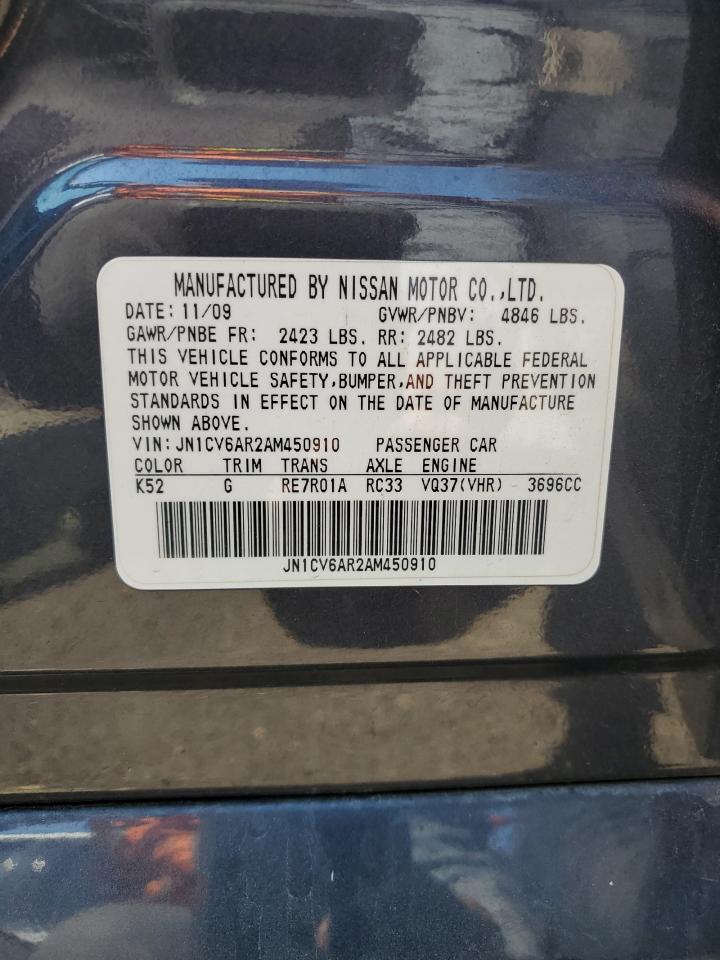 MANUFACTURED BY NISSAN MOTOR CO.,LTD.
DATE: 11/09 GVWR/PNBV: 4846 LBS.
GAWR/PNBE FR: 2423 LBS. RR: 2482 LBS.
THIS VEHICLE CONFORMS TO ALL APPLICABLE FEDERAL
MOTOR VEHICLE SAFETY,BUMPER,AND THEFT PREVENTION
STANDARDS IN EFFECT ON THE DATE OF MANUFACTURE
SHOWN ABOVE.
VIN: JN1CV6AR2AM450910 PASSENGER CAR
COLOR TRIM TRANS AXLE ENGINE
K52 G RE7R01A RC33 VQ37(VHR) - 3696CC
JN1CV6AR2AM450910